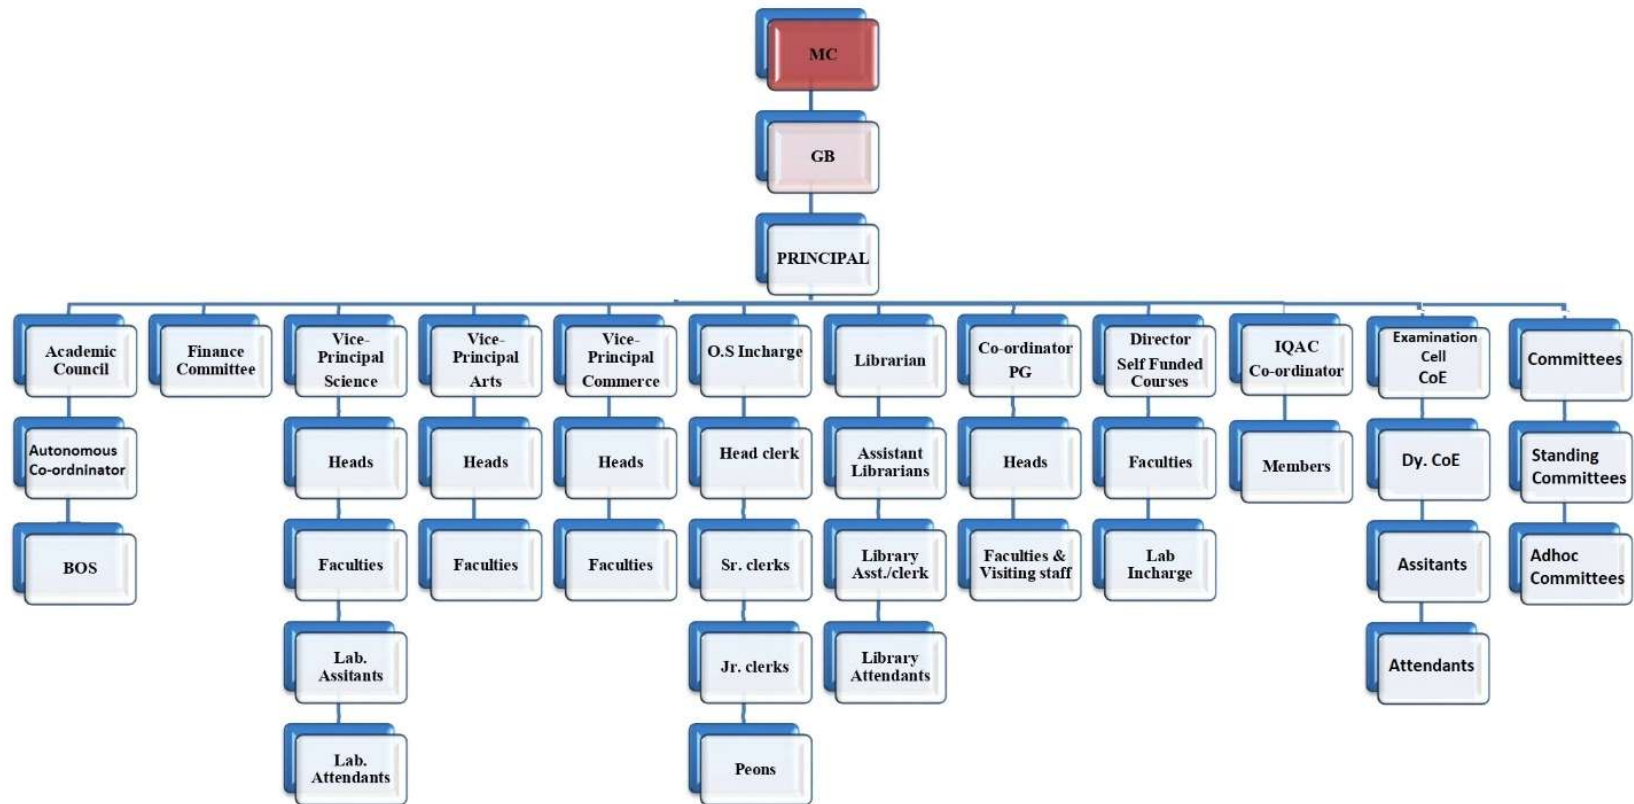 MC
GB
PRINCIPAL
Academic
Council
Finance
Committee
Vice-
Principal
Science
Vice-
Principal
Arts
Vice-
Principal
Commerce
O.S Incharge
Librarian
Co-ordinator
PG
Director
Self Funded
Courses
IQAC
Co-ordinator
Examination
Cell
CoE
Committees
Autonomous
Co-ordninator
Heads
Heads
Heads
Head clerk
Assistant
Librarians
Heads
Faculties
Members
Dy. CoE
Standing
Committees
BOS
Faculties
Faculties
Faculties
Sr. clerks
Library
Asst./clerk
Faculties &
Visiting staff
Lab
Incharge
Assitants
Adhoc
Committees
Lab.
Assitants
Jr. clerks
Library
Attendants
Attendants
Lab.
Attendants
Peons